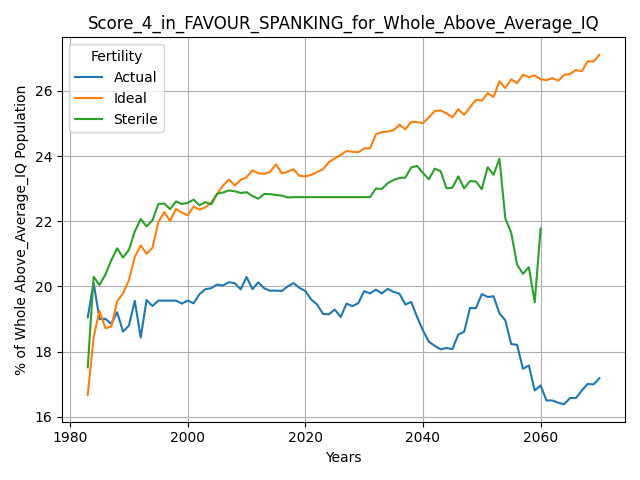 Score_4_in_FAVOUR_SPANKING_for_Whole_Above_Average_IQ
Fertility
Actual
Ideal
Sterile
% of Whole Above_Average_IQ Population
26
24
22
20
18
16
1980
2000
2020
2040
2060
Years